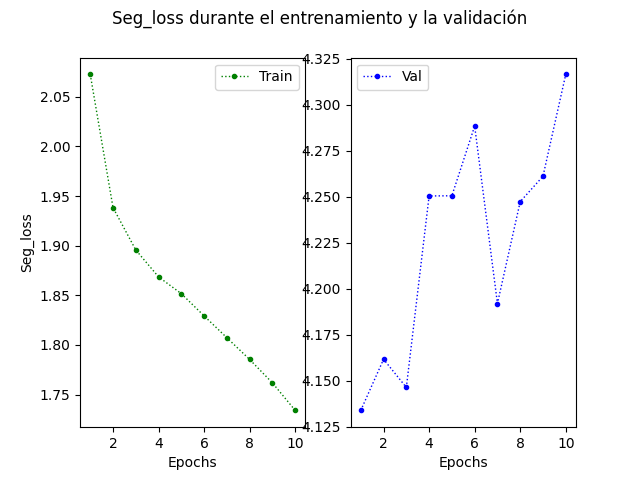 Seg_loss durante el entrenamiento y la validación
Train
2.05
2.00
1.95
1.90
1.85
1.80
1.75
Seg_loss
2 4 6 8 10
Epochs
Val
4.325
4.300
4.275
4.250
4.225
4.200
4.175
4.150
4.125
2 4 6 8 10
Epochs